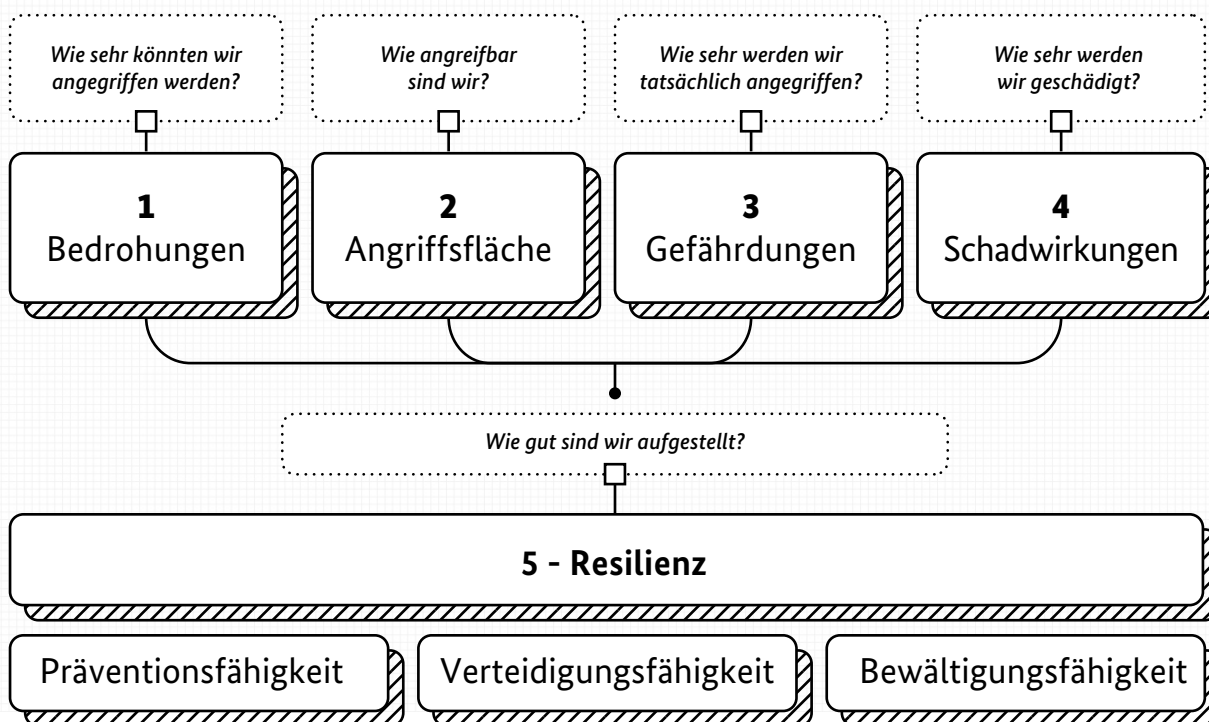 Wie sehr könnten wir
angegriffen werden?
Wie angreifbar
sind wir?
Wie sehr werden wir
tatsächlich angegriffen?
Wie sehr werden
wir geschädigt?
1
Bedrohungen
2
Angriffsfläche
3
Gefährdungen
4
Schadwirkungen
Wie gut sind wir aufgestellt?
5 - Resilienz
Präventionsfähigkeit
Verteidigungsfähigkeit
Bewältigungsfähigkeit